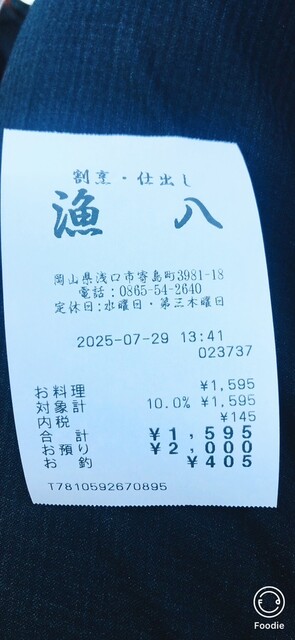 割烹・仕出し
漁 八
岡山県浅口市寄島町3981-18
電話：0865-54-2640
定休日：水曜日・第三木曜日
2025-07-29 13:41
023737
お料理 ¥1,595
対象計 10.0% ¥1,595
内税 ¥145
合 計 ¥1,595
お預り ¥2,000
お 釣 ¥405
T7810592670895
Foodie